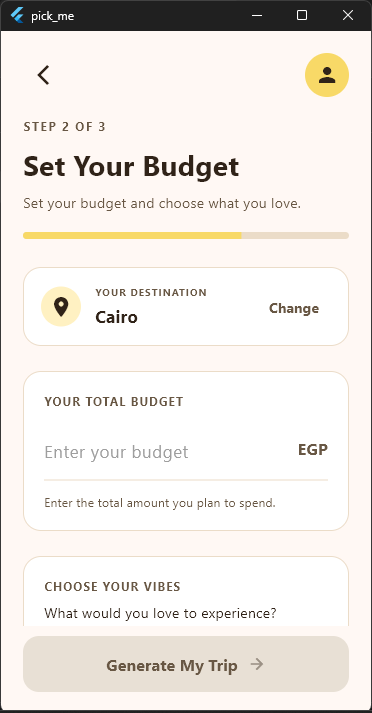 pick_me
STEP 2 OF 3
Set Your Budget
Set your budget and choose what you love.
YOUR DESTINATION
Cairo
Change
YOUR TOTAL BUDGET
Enter your budget
EGP
Enter the total amount you plan to spend.
CHOOSE YOUR VIBES
What would you love to experience?
Generate My Trip →